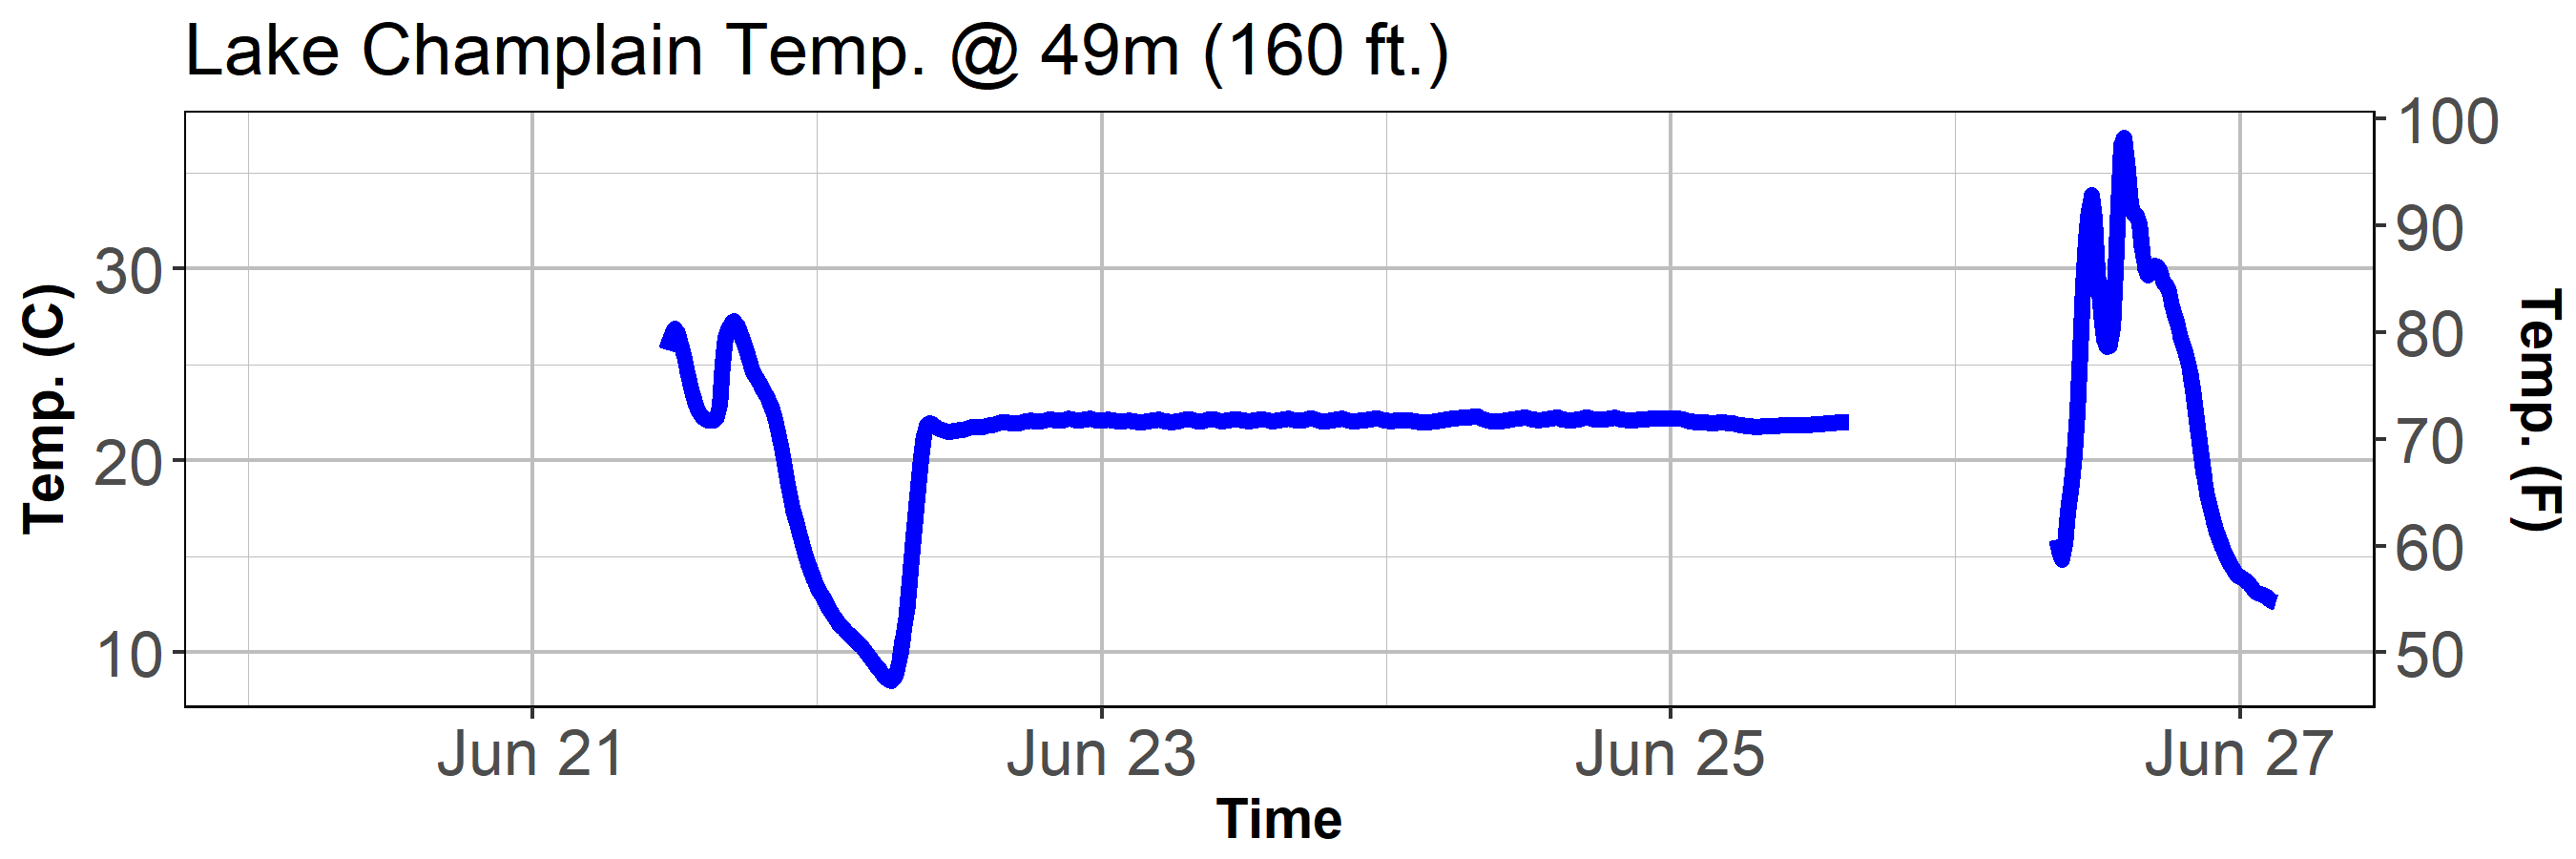 Lake Champlain Temp. @ 49m (160 ft.)
100
90
80
70
60
50
30
20
10
Temp. (C)
Temp. (F)
Jun 21 Jun 23 Jun 25 Jun 27
Time